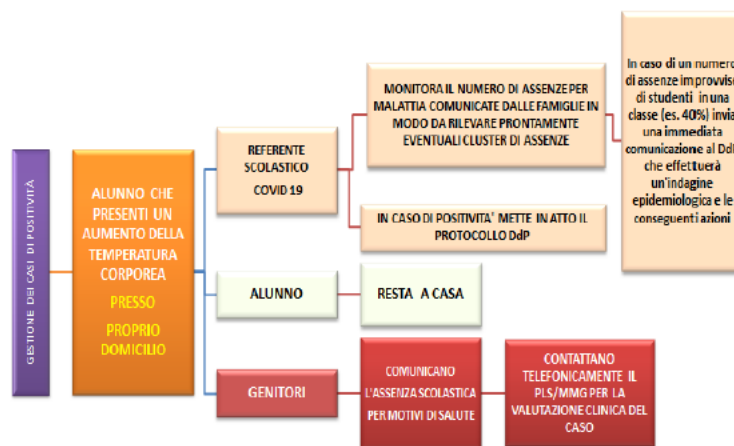 GESTIONE DEI CASI DI POSITIVITÀ
ALUNNO CHE
PRESENTI UN
AUMENTO DELLA
TEMPERATURA
CORPOREA
PRESSO
PROPRIO
DOMICILIO
REFERENTE
SCOLASTICO
COVID 19
MONITORA IL NUMERO DI ASSENZE PER
MALATTIA COMUNICATE DALLE FAMIGLIE IN
MODO DA RILEVARE PRONTAMENTE
EVENTUALI CLUSTER DI ASSENZE
In caso di un numero
di assenze improvviso
di studenti in una
classe (es. 40%) invia
una immediata
comunicazione al DdP
che effettuerà
un'indagine
epidemiologica e le
conseguenti azioni
IN CASO DI POSITIVITA' METTE IN ATTO IL
PROTOCOLLO DdP
ALUNNO
RESTA A CASA
GENITORI
COMUNICANO
L'ASSENZA SCOLASTICA
PER MOTIVI DI SALUTE
CONTATTANO
TELEFONICAMENTE IL
PLS/MMG PER LA
VALUTAZIONE CLINICA DEL
CASO